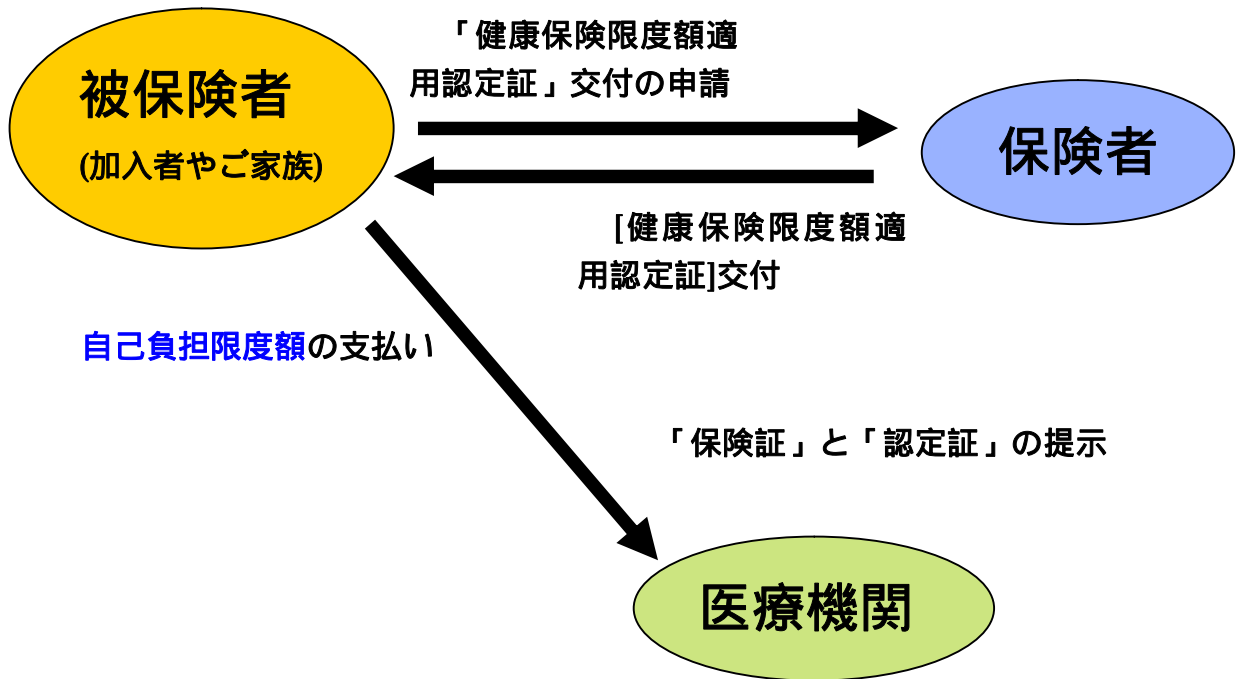 「健康保険限度額適
用認定証」交付の申請
被保険者
(加入者やご家族)
保険者
[健康保険限度額適
用認定証]交付
自己負担限度額の支払い
「保険証」と「認定証」の提示
医療機関